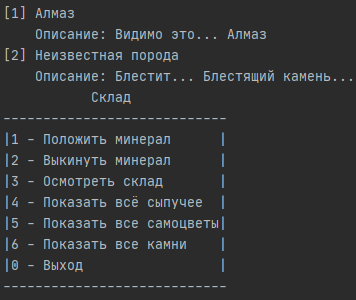 [1] Алмаз
Описание: Видимо это... Алмаз
[2] Неизвестная порода
Описание: Блестит... Блестящий камень...
Склад
----------------------------
|1 - Положить минерал      |
|2 - Выкинуть минерал      |
|3 - Осмотреть склад       |
|4 - Показать всё сыпучее  |
|5 - Показать все самоцветы|
|6 - Показать все камни    |
|0 - Выход                 |
----------------------------